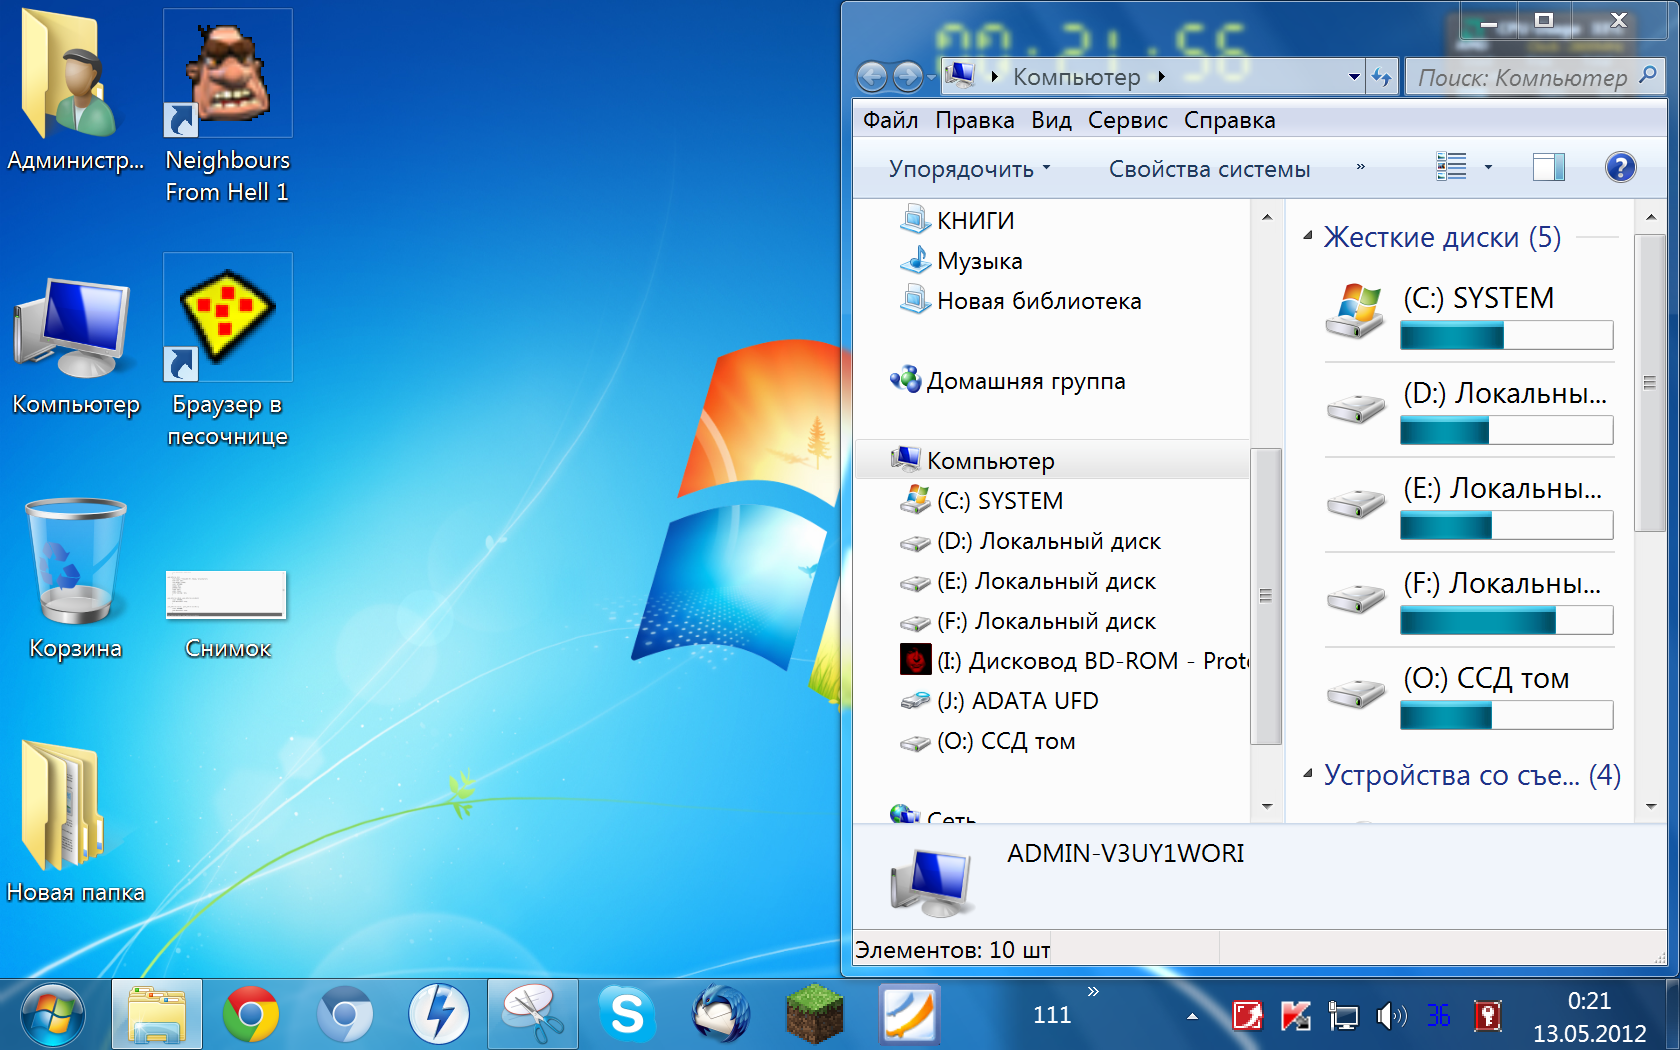 Администр...
Neighbours
From Hell 1
Компьютер
Браузер в
песочнице
Корзина
Снимок
Новая папка
00:21:56
Компьютер
Поиск: Компьютер
Файл Правка Вид Сервис Справка
Упорядочить Свойства системы »
КНИГИ
Музыка
Новая библиотека
Домашняя группа
Компьютер
(C:) SYSTEM
(D:) Локальный диск
(E:) Локальный диск
(F:) Локальный диск
(I:) Дисковод BD-ROM - Prot
(J:) ADATA UFD
(O:) ССД том
Сеть
Жесткие диски (5)
(C:) SYSTEM
(D:) Локальны...
(E:) Локальны...
(F:) Локальны...
(O:) ССД том
Устройства со съе... (4)
ADMIN-V3UY1WORI
Элементов: 10 шт
111
»
36
0:21
13.05.2012